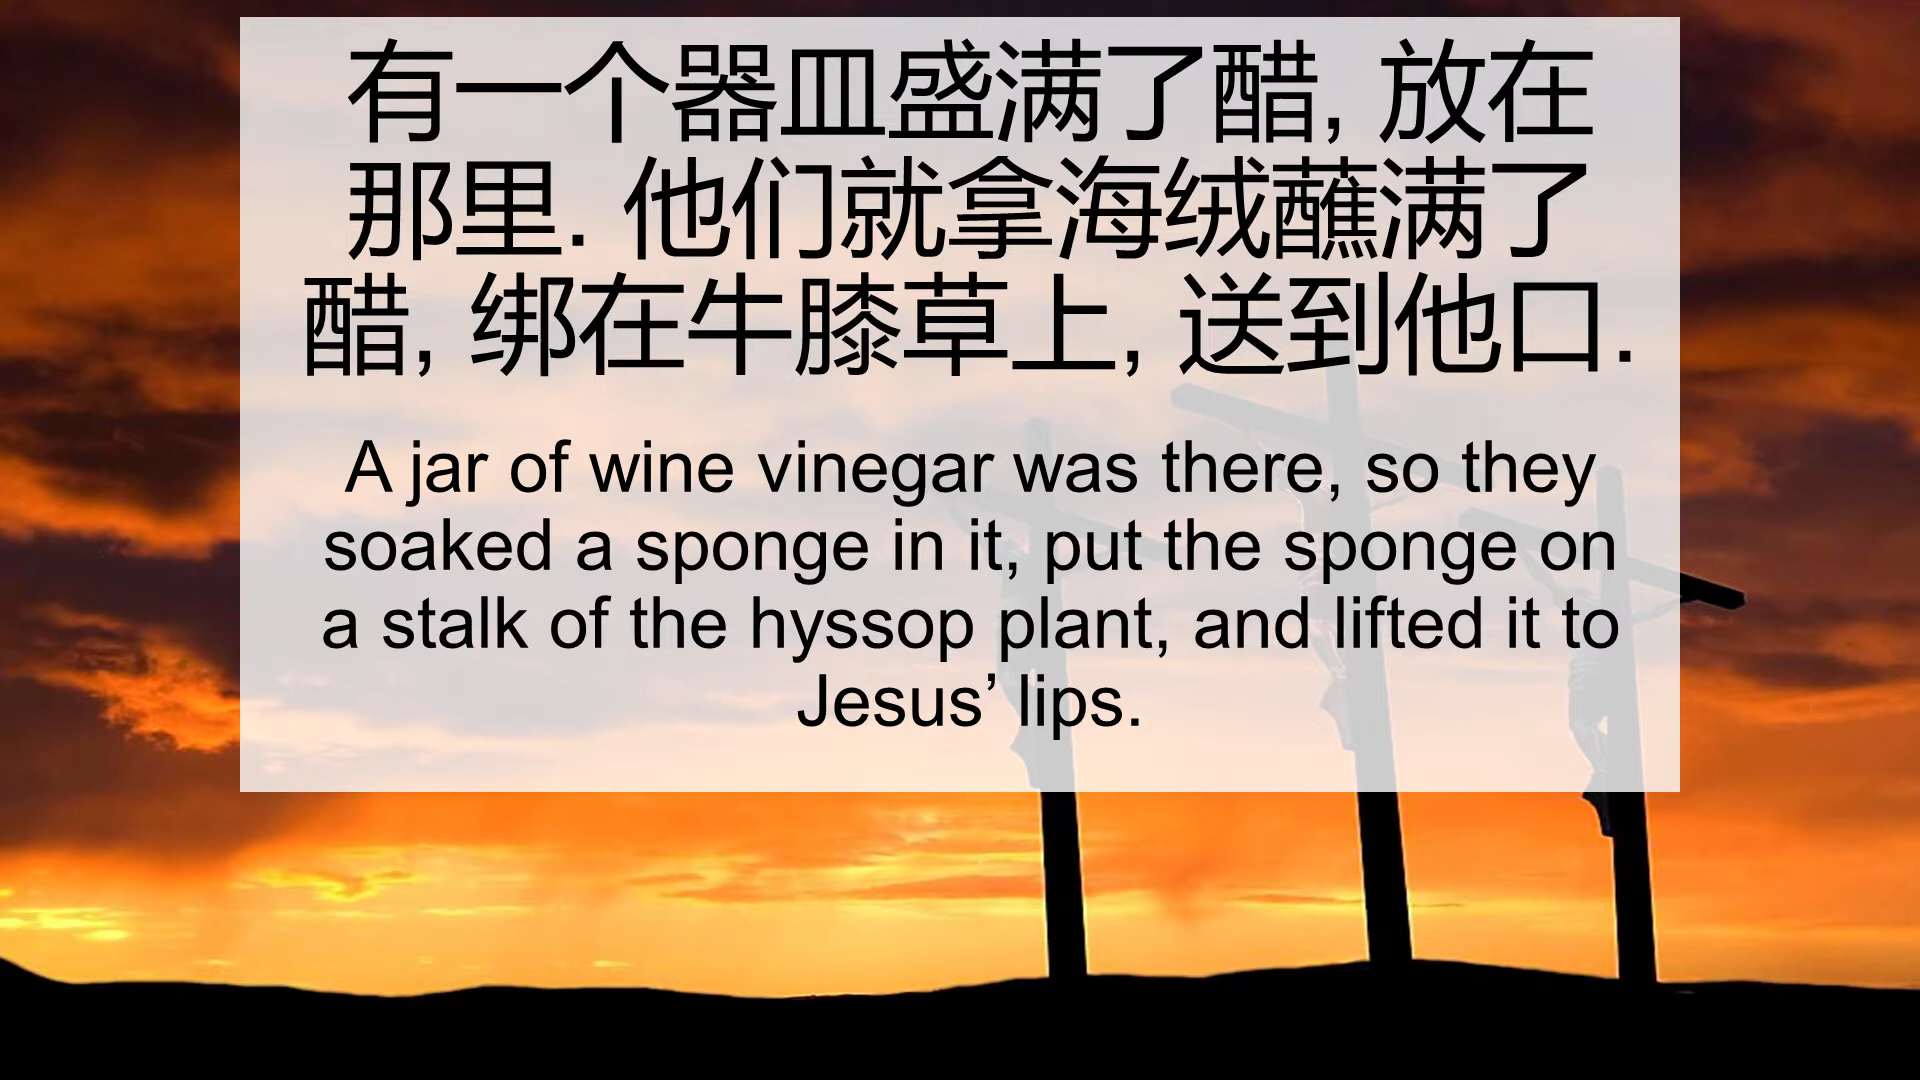 有一个器皿盛满了醋, 放在
那里. 他们就拿海绒蘸满了
醋, 绑在牛膝草上, 送到他口.
A jar of wine vinegar was there, so they
soaked a sponge in it, put the sponge on
a stalk of the hyssop plant, and lifted it to
Jesus’ lips.